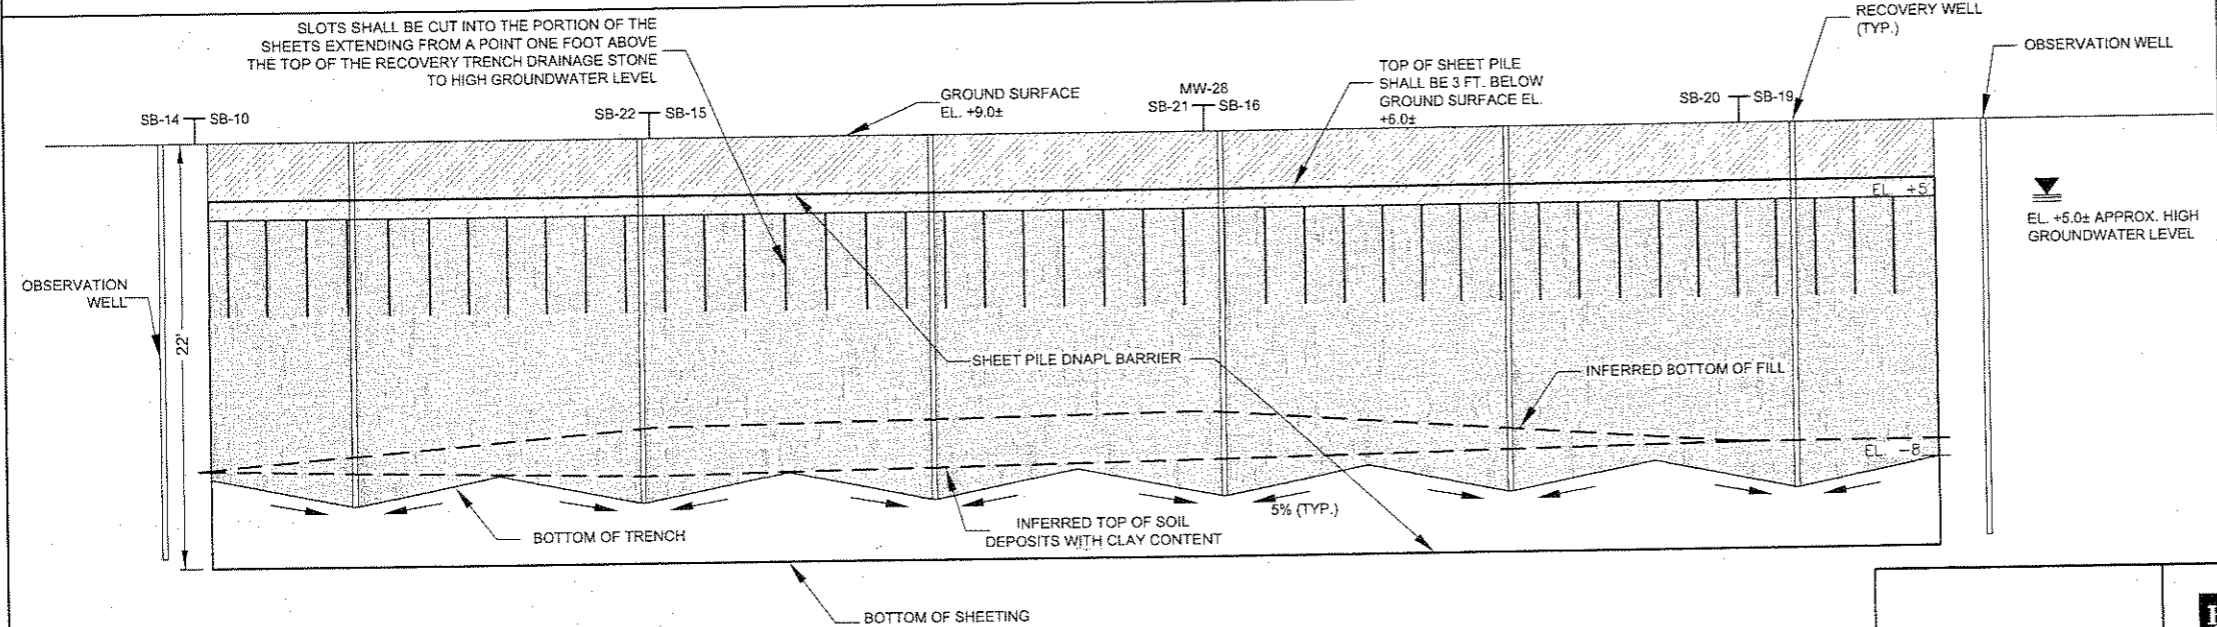 SLOTS SHALL BE CUT INTO THE PORTION OF THE
SHEETS EXTENDING FROM A POINT ONE FOOT ABOVE
THE TOP OF THE RECOVERY TRENCH DRAINAGE STONE
TO HIGH GROUNDWATER LEVEL
RECOVERY WELL
(TYP.)
OBSERVATION WELL
TOP OF SHEET PILE
SHALL BE 3 FT. BELOW
GROUND SURFACE EL.
+6.0±
GROUND SURFACE
EL. +9.0±
MW-28
SB-14 SB-10
SB-22 SB-15
SB-21 SB-16
SB-20 SB-19
EL. +5
EL. +5.0± APPROX. HIGH
GROUNDWATER LEVEL
OBSERVATION
WELL
22'
SHEET PILE DNAPL BARRIER
INFERRED BOTTOM OF FILL
EL. -8
5% (TYP.)
BOTTOM OF TRENCH
INFERRED TOP OF SOIL
DEPOSITS WITH CLAY CONTENT
BOTTOM OF SHEETING